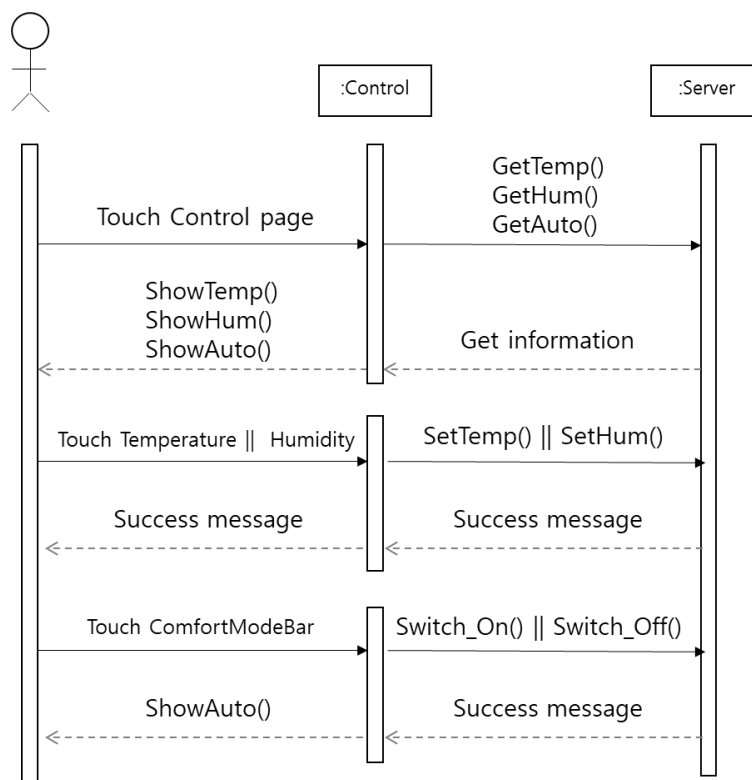 :Control
:Server
GetTemp()
GetHum()
GetAuto()
Touch Control page
ShowTemp()
ShowHum()
ShowAuto()
Get information
Touch Temperature || Humidity
SetTemp() || SetHum()
Success message
Success message
Touch ComfortModeBar
Switch_On() || Switch_Off()
ShowAuto()
Success message